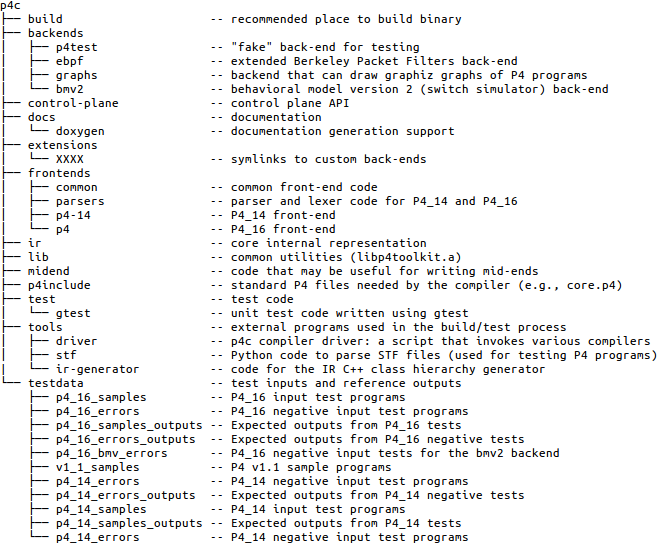 p4c
├── build                  -- recommended place to build binary
├── backends
│   ├── p4test             -- "fake" back-end for testing
│   ├── ebpf               -- extended Berkeley Packet Filters back-end
│   ├── graphs             -- backend that can draw graphiz graphs of P4 programs
│   └── bmv2               -- behavioral model version 2 (switch simulator) back-end
├── control-plane          -- control plane API
├── docs                   -- documentation
│   └── doxygen            -- documentation generation support
├── extensions
│   └── XXXX               -- symlinks to custom back-ends
├── frontends
│   ├── common             -- common front-end code
│   ├── parsers            -- parser and lexer code for P4_14 and P4_16
│   ├── p4-14              -- P4_14 front-end
│   └── p4                 -- P4_16 front-end
├── ir                     -- core internal representation
├── lib                    -- common utilities (libp4toolkit.a)
├── midend                 -- code that may be useful for writing mid-ends
├── p4include              -- standard P4 files needed by the compiler (e.g., core.p4)
├── test                   -- test code
│   └── gtest              -- unit test code written using gtest
├── tools                  -- external programs used in the build/test process
│   ├── driver             -- p4c compiler driver: a script that invokes various compilers
│   ├── stf                -- Python code to parse STF files (used for testing P4 programs)
│   └── ir-generator       -- code for the IR C++ class hierarchy generator
└── testdata               -- test inputs and reference outputs
    ├── p4_16_samples         -- P4_16 input test programs
    ├── p4_16_errors          -- P4_16 negative input test programs
    ├── p4_16_samples_outputs -- Expected outputs from P4_16 tests
    ├── p4_16_errors_outputs  -- Expected outputs from P4_16 negative tests
    ├── p4_16_bmv_errors      -- P4_16 negative input tests for the bmv2 backend
    ├── v1_1_samples          -- P4 v1.1 sample programs
    ├── p4_14_errors          -- P4_14 negative input test programs
    ├── p4_14_errors_outputs  -- Expected outputs from P4_14 negative tests
    ├── p4_14_samples         -- P4_14 input test programs
    ├── p4_14_samples_outputs -- Expected outputs from P4_14 tests
    └── p4_14_errors          -- P4_14 negative input test programs